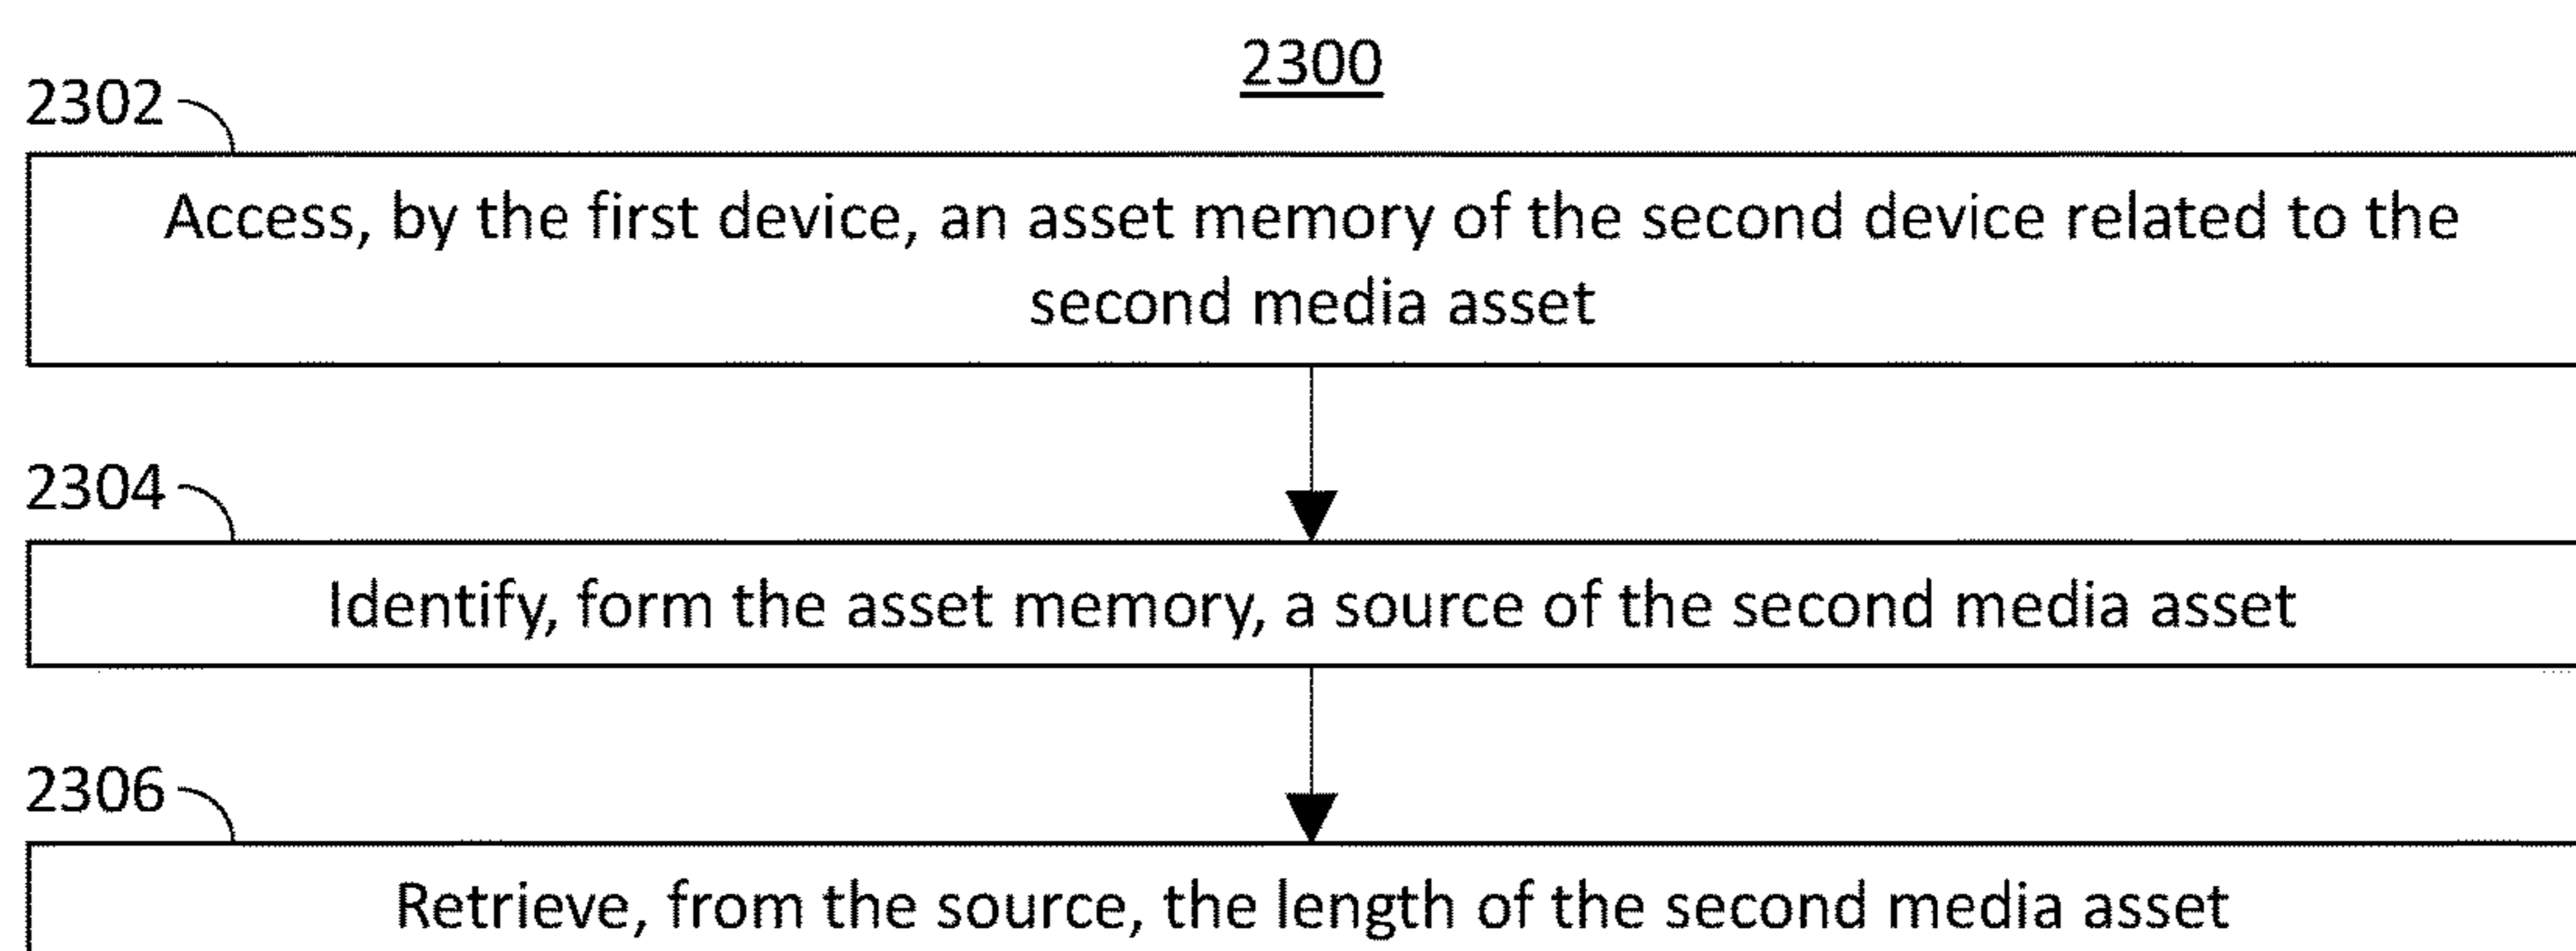 2300
2302
Access, by the first device, an asset memory of the second device related to the
second media asset
2304
Identify, form the asset memory, a source of the second media asset
2306
Retrieve, from the source, the length of the second media asset